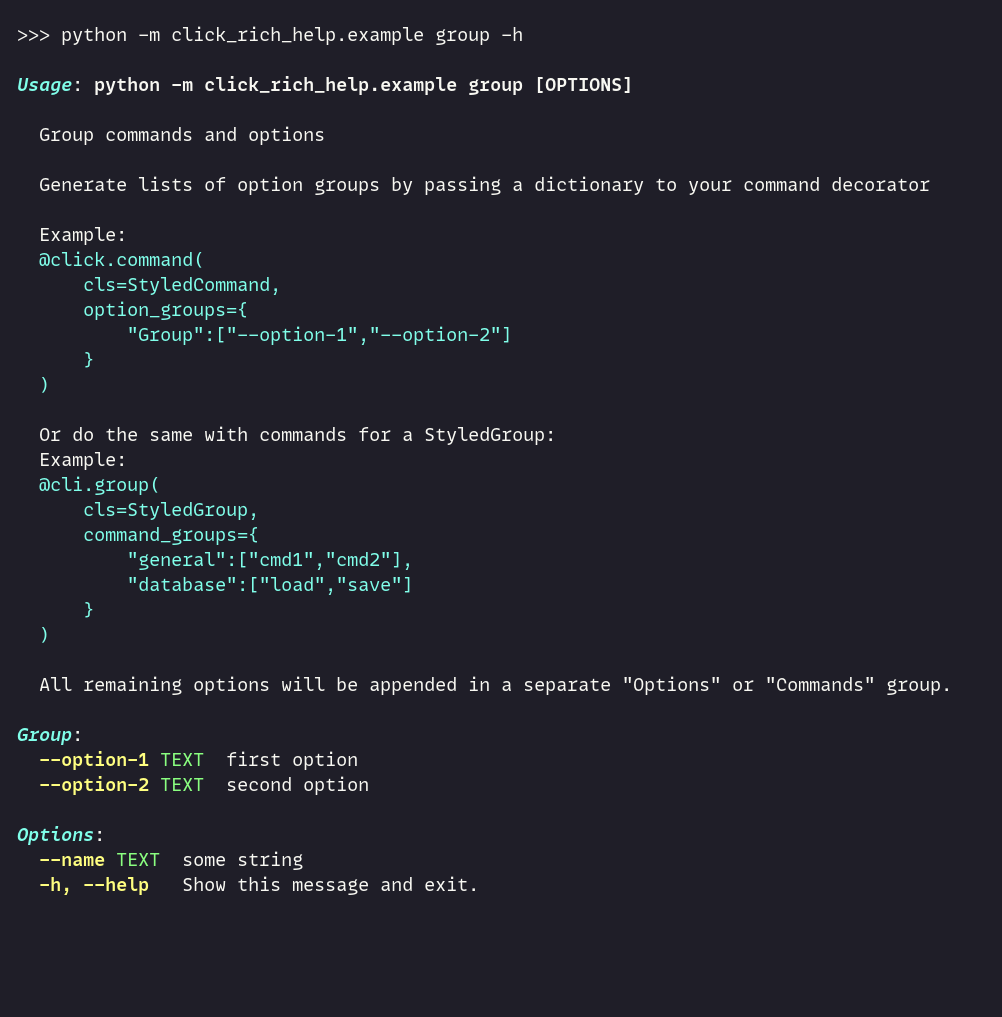 >>> python -m click_rich_help.example group -h

Usage: python -m click_rich_help.example group [OPTIONS]

  Group commands and options

  Generate lists of option groups by passing a dictionary to your command decorator

  Example:
  @click.command(
      cls=StyledCommand,
      option_groups={
          "Group":["--option-1","--option-2"]
      }
  )

  Or do the same with commands for a StyledGroup:
  Example:
  @cli.group(
      cls=StyledGroup,
      command_groups={
          "general":["cmd1","cmd2"],
          "database":["load","save"]
      }
  )

  All remaining options will be appended in a separate "Options" or "Commands" group.

Group:
  --option-1 TEXT  first option
  --option-2 TEXT  second option

Options:
  --name TEXT  some string
  -h, --help   Show this message and exit.